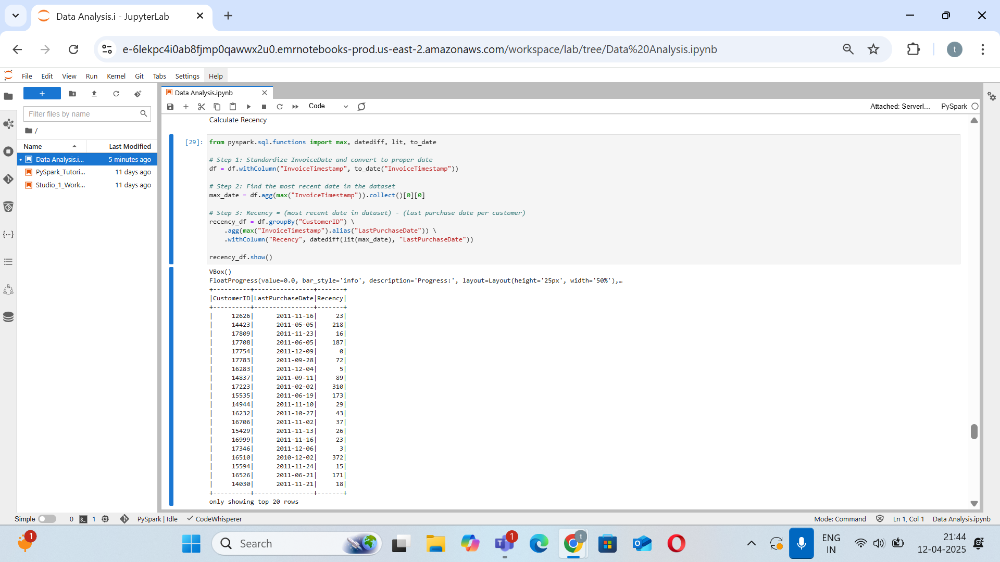 Data Analysis.i - JupyterLab
e-6lekpc4i0ab8fjmp0qawwx2u0.emrnotebooks-prod.us-east-2.amazonaws.com/workspace/lab/tree/Data%20Analysis.ipynb
t
File Edit View Run Kernel Git Tabs Settings Help
Filter files by name
/
Name Last Modified
Data Analysis.i... 5 minutes ago
PySpark_Tutori... 11 days ago
Studio_1_Work... 11 days ago
Data Analysis.ipynb
Code
Attached: Serverl... PySpark
Calculate Recency
[29]: from pyspark.sql.functions import max, datediff, lit, to_date
# Step 1: Standardize InvoiceDate and convert to proper date
df = df.withColumn("InvoiceTimestamp", to_date("InvoiceTimestamp"))
# Step 2: Find the most recent date in the dataset
max_date = df.agg(max("InvoiceTimestamp")).collect()[0][0]
# Step 3: Recency = (most recent date in dataset) - (last purchase date per customer)
recency_df = df.groupBy("CustomerID") \
    .agg(max("InvoiceTimestamp").alias("LastPurchaseDate")) \
    .withColumn("Recency", datediff(lit(max_date), "LastPurchaseDate"))
recency_df.show()
VBox()
FloatProgress(value=0.0, bar_style='info', description='Progress:', layout=Layout(height='25px', width='50%'),…
+----------+----------------+-------+
|CustomerID|LastPurchaseDate|Recency|
+----------+----------------+-------+
|     12626|      2011-11-16|     23|
|     14423|      2011-05-05|    218|
|     17809|      2011-11-23|     16|
|     17708|      2011-06-05|    187|
|     17754|      2011-12-09|      0|
|     17783|      2011-09-28|     72|
|     16283|      2011-12-04|      5|
|     14837|      2011-09-11|     89|
|     17223|      2011-02-02|    310|
|     15535|      2011-06-19|    173|
|     14944|      2011-11-10|     29|
|     16232|      2011-10-27|     43|
|     16706|      2011-11-02|     37|
|     15429|      2011-11-13|     26|
|     16999|      2011-11-16|     23|
|     17346|      2011-12-06|      3|
|     16510|      2010-12-02|    372|
|     15594|      2011-11-24|     15|
|     16526|      2011-06-21|    171|
|     14030|      2011-11-21|     18|
+----------+----------------+-------+
only showing top 20 rows
Simple 0 1 PySpark | Idle CodeWhisperer Mode: Command Ln 1, Col 1 Data Analysis.ipynb
1
Search
1
t
ENG
IN
21:44
12-04-2025